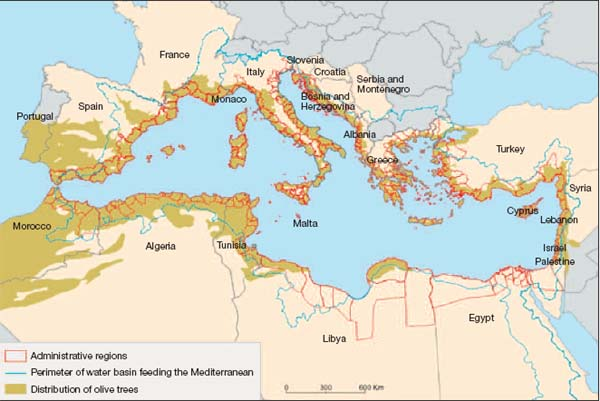 France
Slovenia
Italy
Croatia
Serbia and
Montenegro
Bosnia and
Herzegovina
Monaco
Spain
Portugal
Albania
Greece
Turkey
Syria
Cyprus
Lebanon
Israel
Palestine
Malta
Morocco
Algeria
Tunisia
Libya
Egypt
Administrative regions
Perimeter of water basin feeding the Mediterranean
Distribution of olive trees
0 300 600 Km